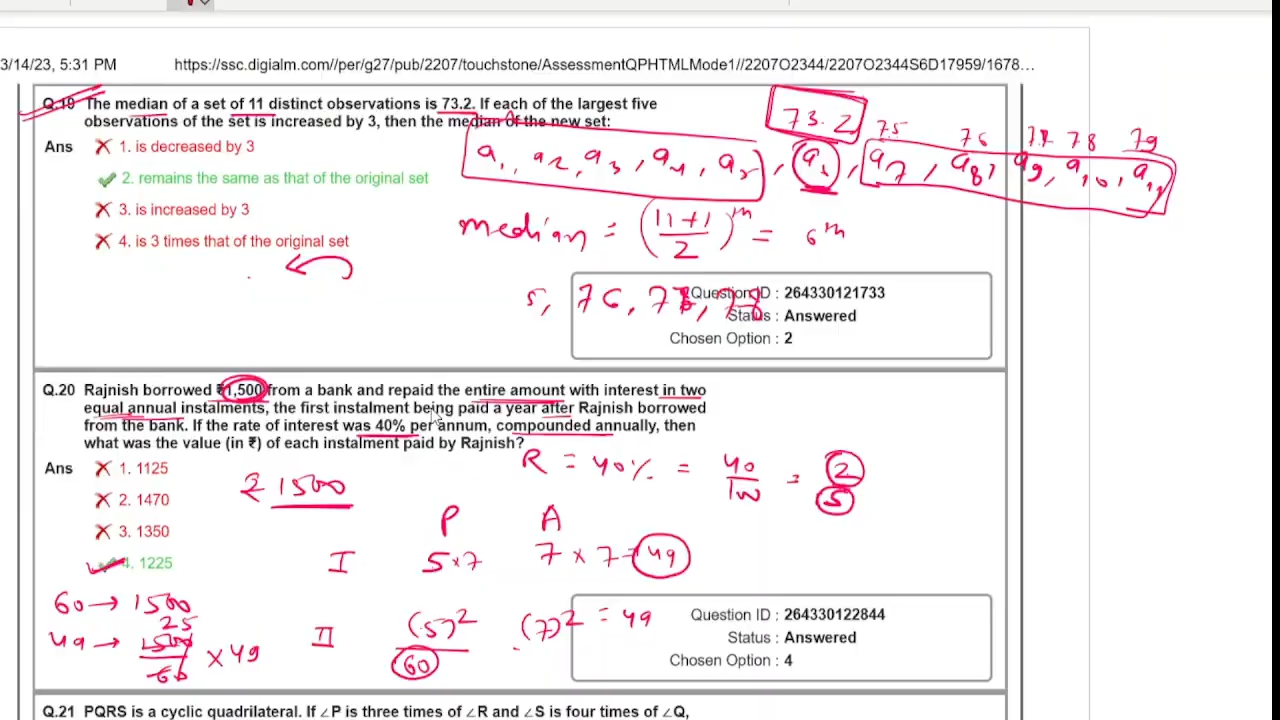 3/14/23, 5:31 PM https://ssc.digialm.com//per/g27/pub/2207/touchstone/AssessmentQPHTMLMode1//2207O2344/2207O2344S6D17959/1678...
Q.19 The median of a set of 11 distinct observations is 73.2. If each of the largest five
observations of the set is increased by 3, then the median of the new set:
73.2
75 76 77 78 79
a1, a2, a3, a4, a5, a6, a7, a8, a9, a10, a11
Ans 1. is decreased by 3
2. remains the same as that of the original set
3. is increased by 3
4. is 3 times that of the original set
median = (11+1/2)th = 6th
5, 76, 77, 78
Question ID : 264330121733
Status : Answered
Chosen Option : 2
Q.20 Rajnish borrowed ₹1,500 from a bank and repaid the entire amount with interest in two
equal annual instalments, the first instalment being paid a year after Rajnish borrowed
from the bank. If the rate of interest was 40% per annum, compounded annually, then
what was the value (in ₹) of each instalment paid by Rajnish?
Ans 1. 1125
2. 1470
3. 1350
4. 1225
₹ 1500
R = 40% = 40/100 = 2/5
P A
I 5×7 7×7=49
II (5)² (7)² = 49
60
60 → 1500
25
49 → 1500/60 × 49
Question ID : 264330122844
Status : Answered
Chosen Option : 4
Q.21 PQRS is a cyclic quadrilateral. If ∠P is three times of ∠R and ∠S is four times of ∠Q,